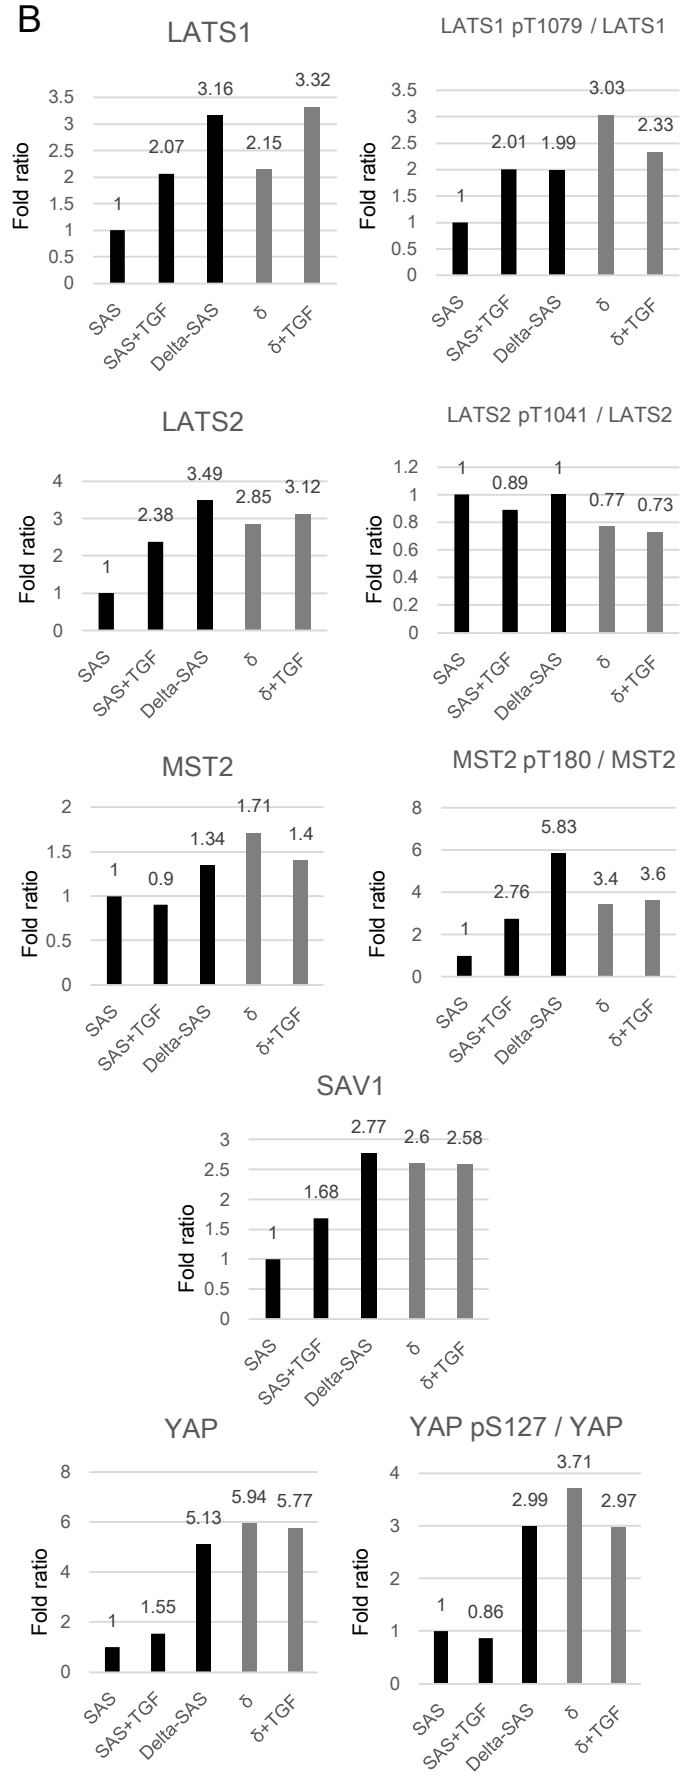 B
LATS1
3.5
3
2.5
2
1.5
1
0.5
0
Fold ratio
1
2.07
3.16
2.15
3.32
SAS
SAS+TGF
Delta-SAS
δ
δ+TGF
LATS1 pT1079 / LATS1
3.5
3
2.5
2
1.5
1
0.5
0
Fold ratio
1
2.01
1.99
3.03
2.33
SAS
SAS+TGF
Delta-SAS
δ
δ+TGF
LATS2
4
3
2
1
0
Fold ratio
1
2.38
3.49
2.85
3.12
SAS
SAS+TGF
Delta-SAS
δ
δ+TGF
LATS2 pT1041 / LATS2
1.2
1
0.8
0.6
0.4
0.2
0
Fold ratio
1
0.89
1
0.77
0.73
SAS
SAS+TGF
Delta-SAS
δ
δ+TGF
MST2
2
1.5
1
0.5
0
Fold ratio
1
0.9
1.34
1.71
1.4
SAS
SAS+TGF
Delta-SAS
δ
δ+TGF
MST2 pT180 / MST2
8
6
4
2
0
Fold ratio
1
2.76
5.83
3.4
3.6
SAS
SAS+TGF
Delta-SAS
δ
δ+TGF
SAV1
3
2.5
2
1.5
1
0.5
0
Fold ratio
1
1.68
2.77
2.6
2.58
SAS
SAS+TGF
Delta-SAS
δ
δ+TGF
YAP
8
6
4
2
0
Fold ratio
1
1.55
5.13
5.94
5.77
SAS
SAS+TGF
Delta-SAS
δ
δ+TGF
YAP pS127 / YAP
4
3
2
1
0
Fold ratio
1
0.86
2.99
3.71
2.97
SAS
SAS+TGF
Delta-SAS
δ
δ+TGF